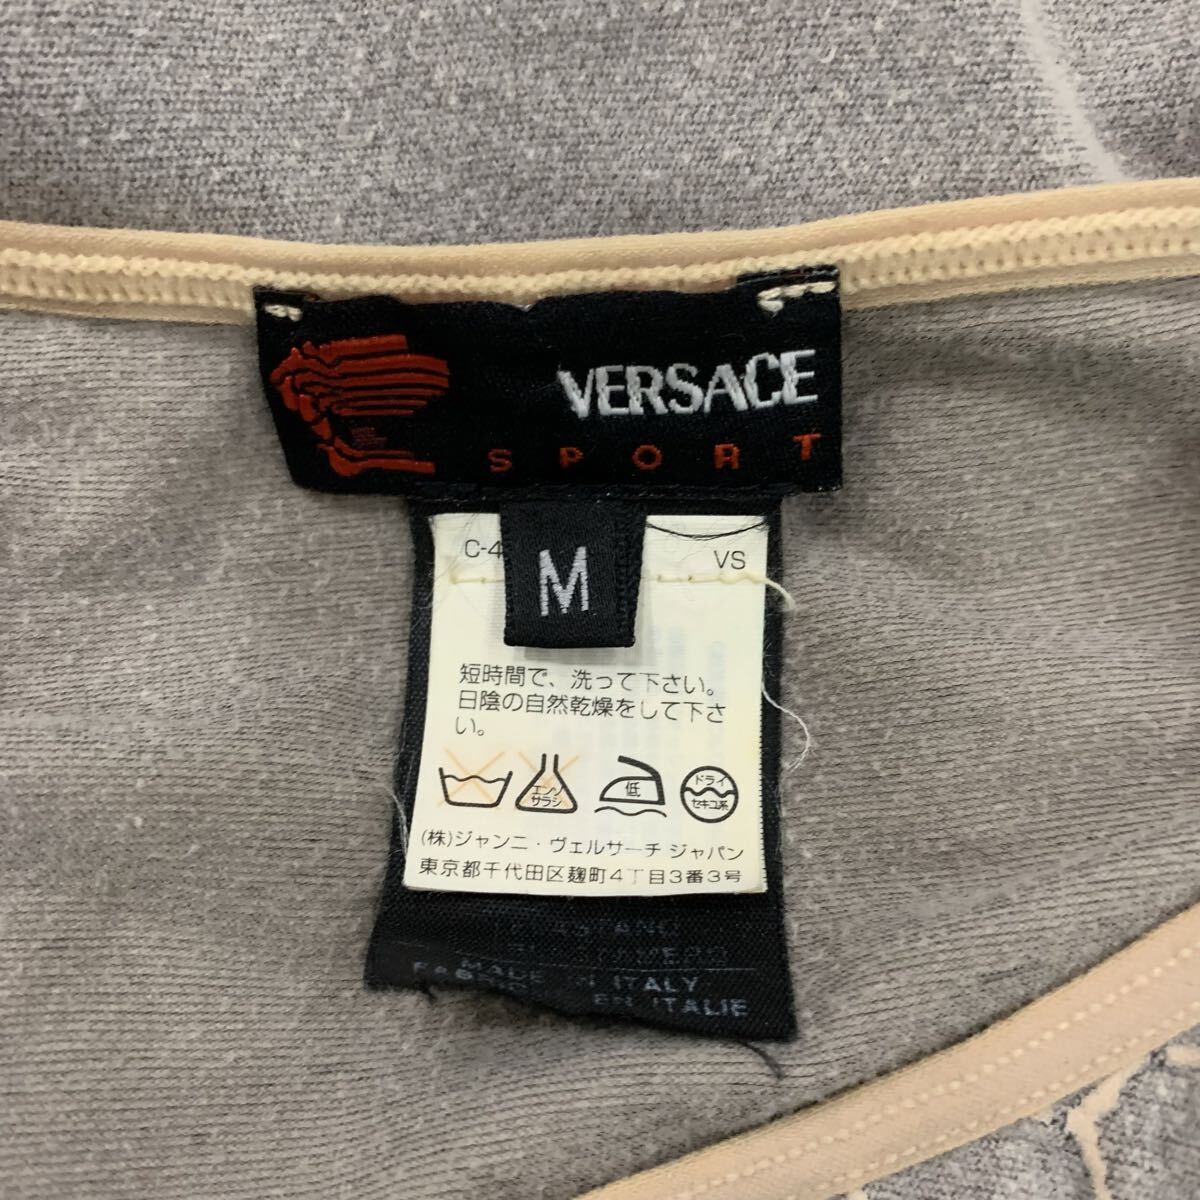 VERSACE
SPORT
M
C-4
VS
短時間で、洗って下さい。
日陰の自然乾燥をして下さ
い。
エンソ
サラシ
低
ドライ
セキユ系
(株)ジャンニ・ヴェルサーチ ジャパン
東京都千代田区麹町4丁目3番3号
MADE IN ITALY
EN ITALIE